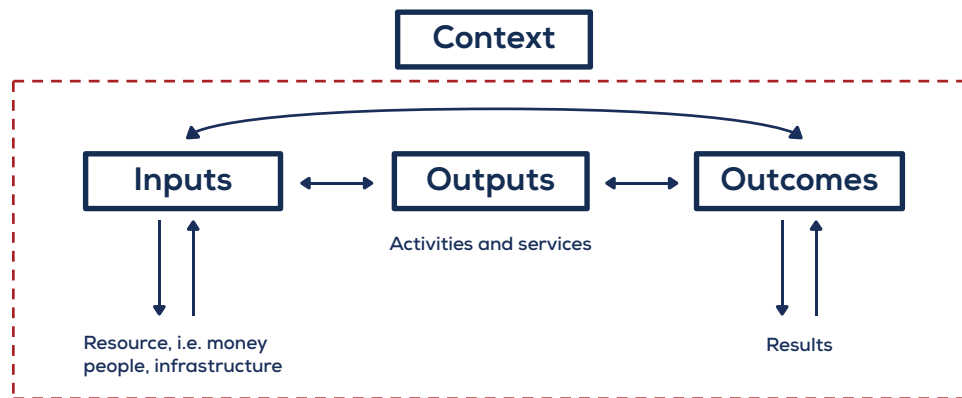 Context
Inputs
Outputs
Outcomes
Activities and services
Resource, i.e. money
people, infrastructure
Results